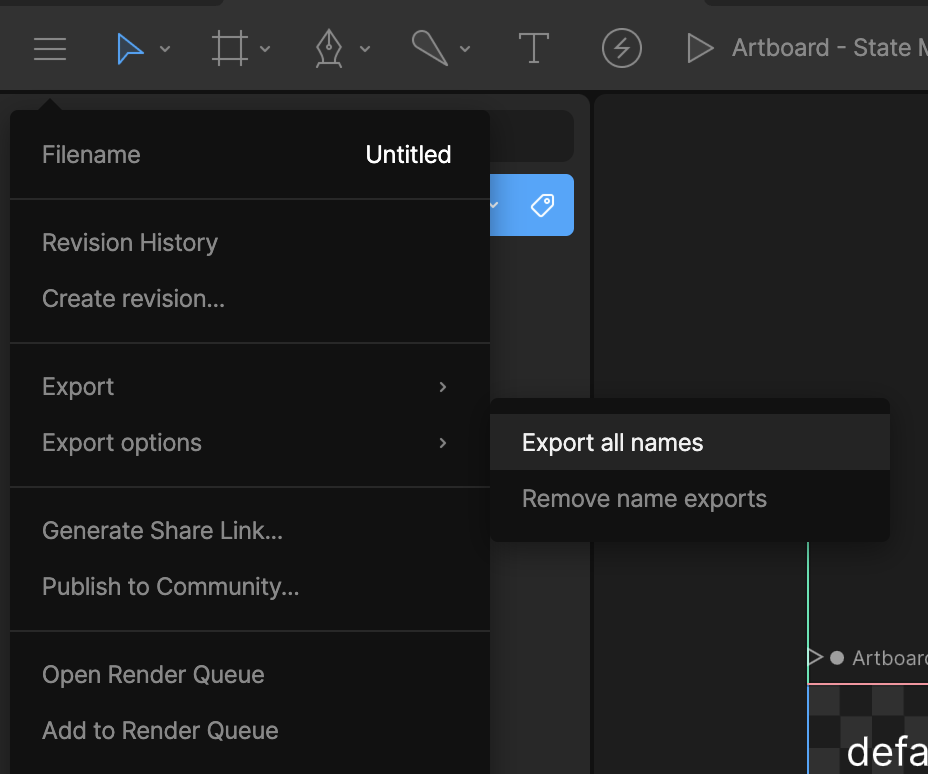 Artboard - State
Filename Untitled
Revision History
Create revision...
Export
Export options
Export all names
Remove name exports
Generate Share Link...
Publish to Community...
Open Render Queue
Artboard
Add to Render Queue
defa